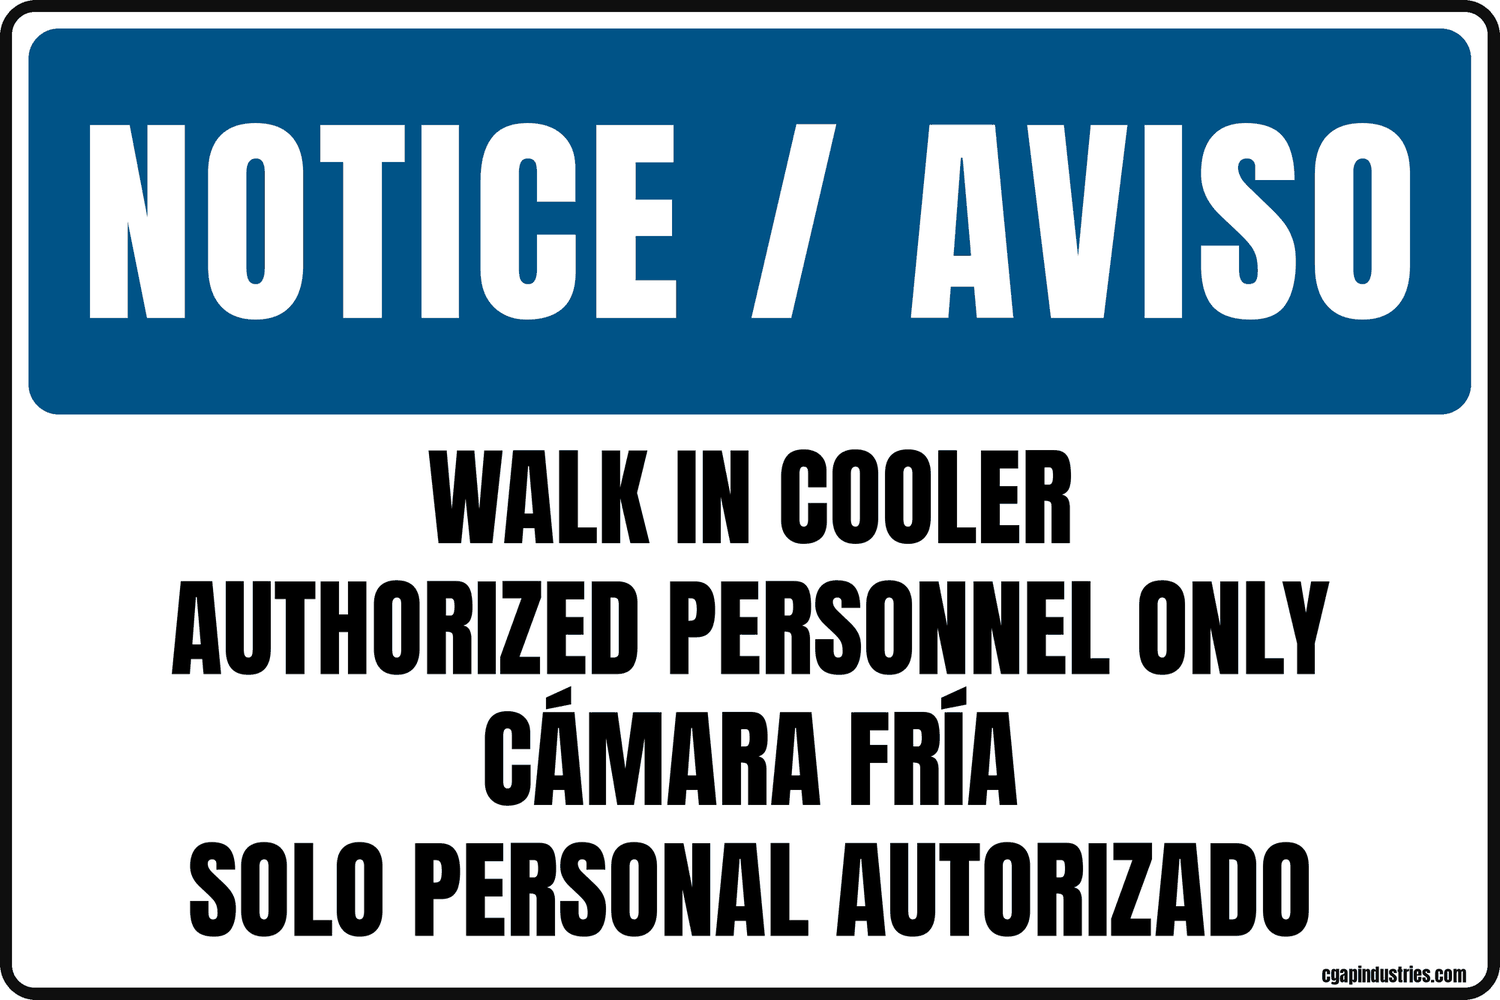 NOTICE / AVISO
WALK IN COOLER
AUTHORIZED PERSONNEL ONLY
CÁMARA FRÍA
SOLO PERSONAL AUTORIZADO
cgapindustries.com